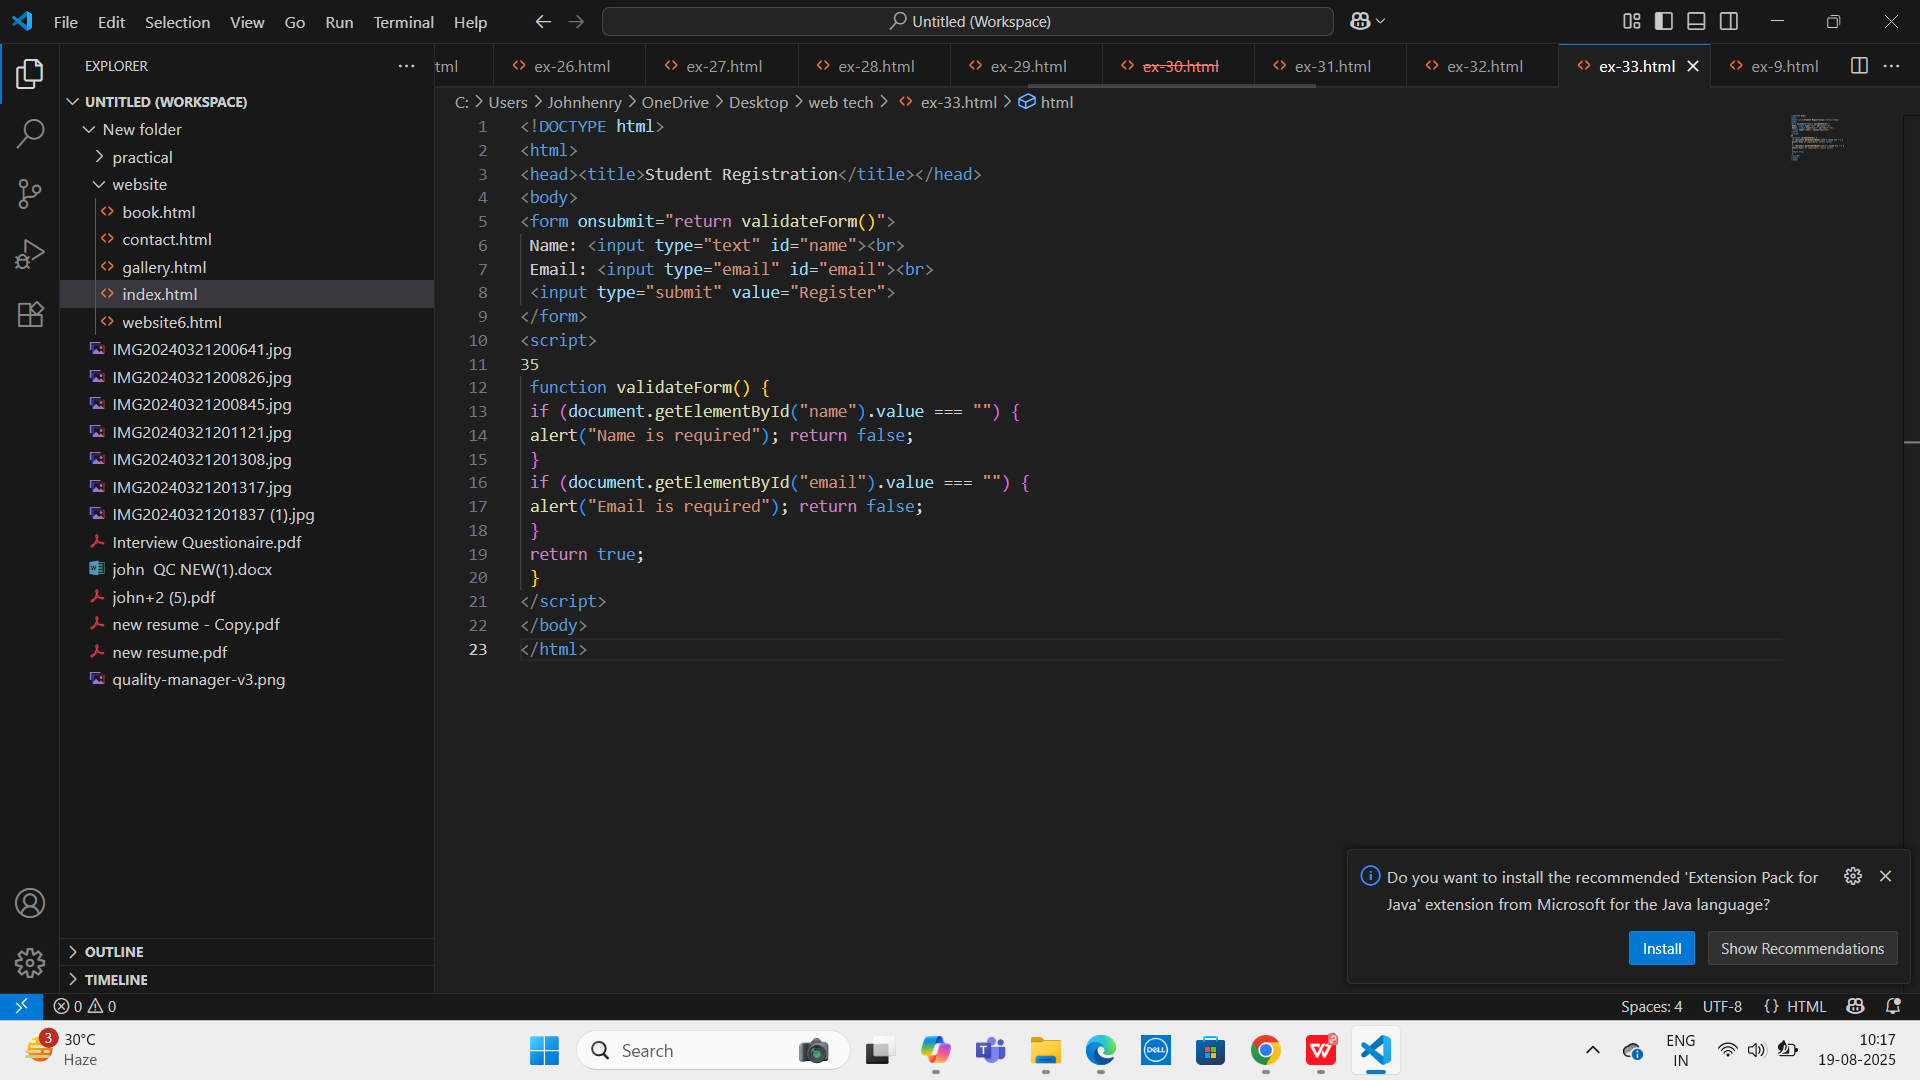 File Edit Selection View Go Run Terminal Help
Untitled (Workspace)
EXPLORER
tml
ex-26.html
ex-27.html
ex-28.html
ex-29.html
ex-30.html
ex-31.html
ex-32.html
ex-33.html
ex-9.html
C: > Users > Johnhenry > OneDrive > Desktop > web tech > ex-33.html > html
UNTITLED (WORKSPACE)
New folder
practical
website
book.html
contact.html
gallery.html
index.html
website6.html
IMG20240321200641.jpg
IMG20240321200826.jpg
IMG20240321200845.jpg
IMG20240321201121.jpg
IMG20240321201308.jpg
IMG20240321201317.jpg
IMG20240321201837 (1).jpg
Interview Questionaire.pdf
john  QC NEW(1).docx
john+2 (5).pdf
new resume - Copy.pdf
new resume.pdf
quality-manager-v3.png
OUTLINE
TIMELINE
1 <!DOCTYPE html>
2 <html>
3 <head><title>Student Registration</title></head>
4 <body>
5 <form onsubmit="return validateForm()">
6  Name: <input type="text" id="name"><br>
7  Email: <input type="email" id="email"><br>
8  <input type="submit" value="Register">
9 </form>
10 <script>
11 35
12  function validateForm() {
13  if (document.getElementById("name").value === "") {
14  alert("Name is required"); return false;
15  }
16  if (document.getElementById("email").value === "") {
17  alert("Email is required"); return false;
18  }
19  return true;
20  }
21 </script>
22 </body>
23 </html>
Do you want to install the recommended 'Extension Pack for
Java' extension from Microsoft for the Java language?
Install
Show Recommendations
0 0
Spaces: 4
UTF-8
{} HTML
3
30°C
Haze
Search
DELL
ENG
IN
10:17
19-08-2025